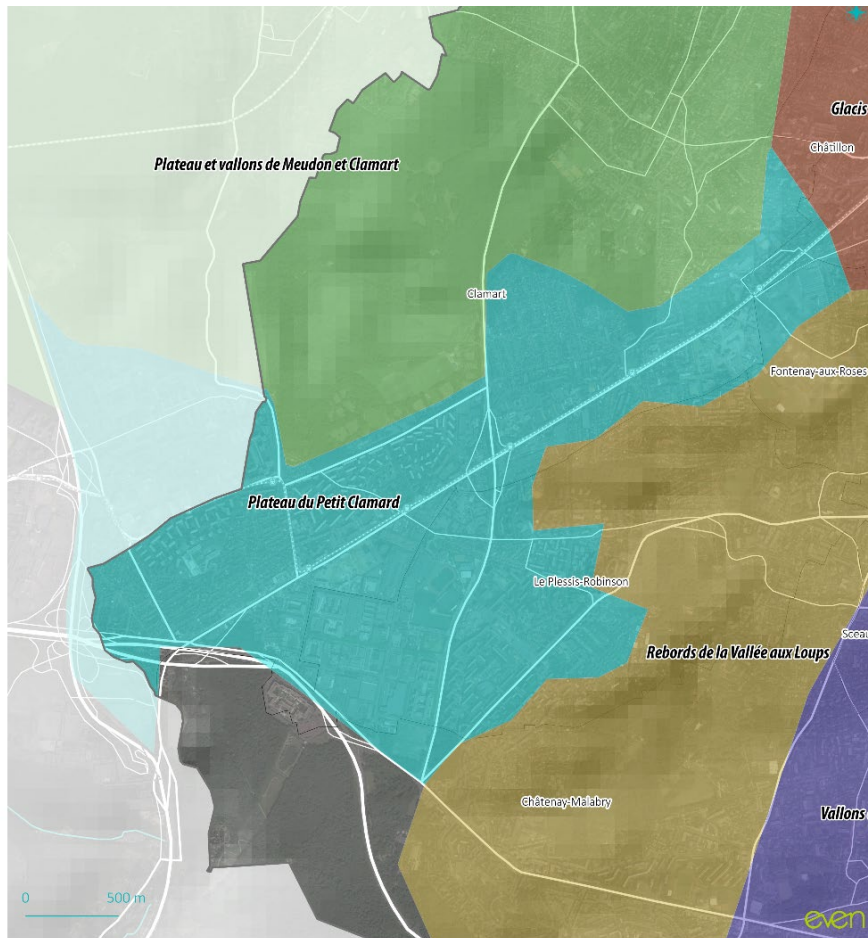 Glacis
Châtillon
Plateau et vallons de Meudon et Clamart
Clamart
Fontenay-aux-Roses
Plateau du Petit Clamard
Le Plessis-Robinson
Sceau
Rebords de la Vallée aux Loups
Châtenay-Malabry
Vallons
0 500 m
even